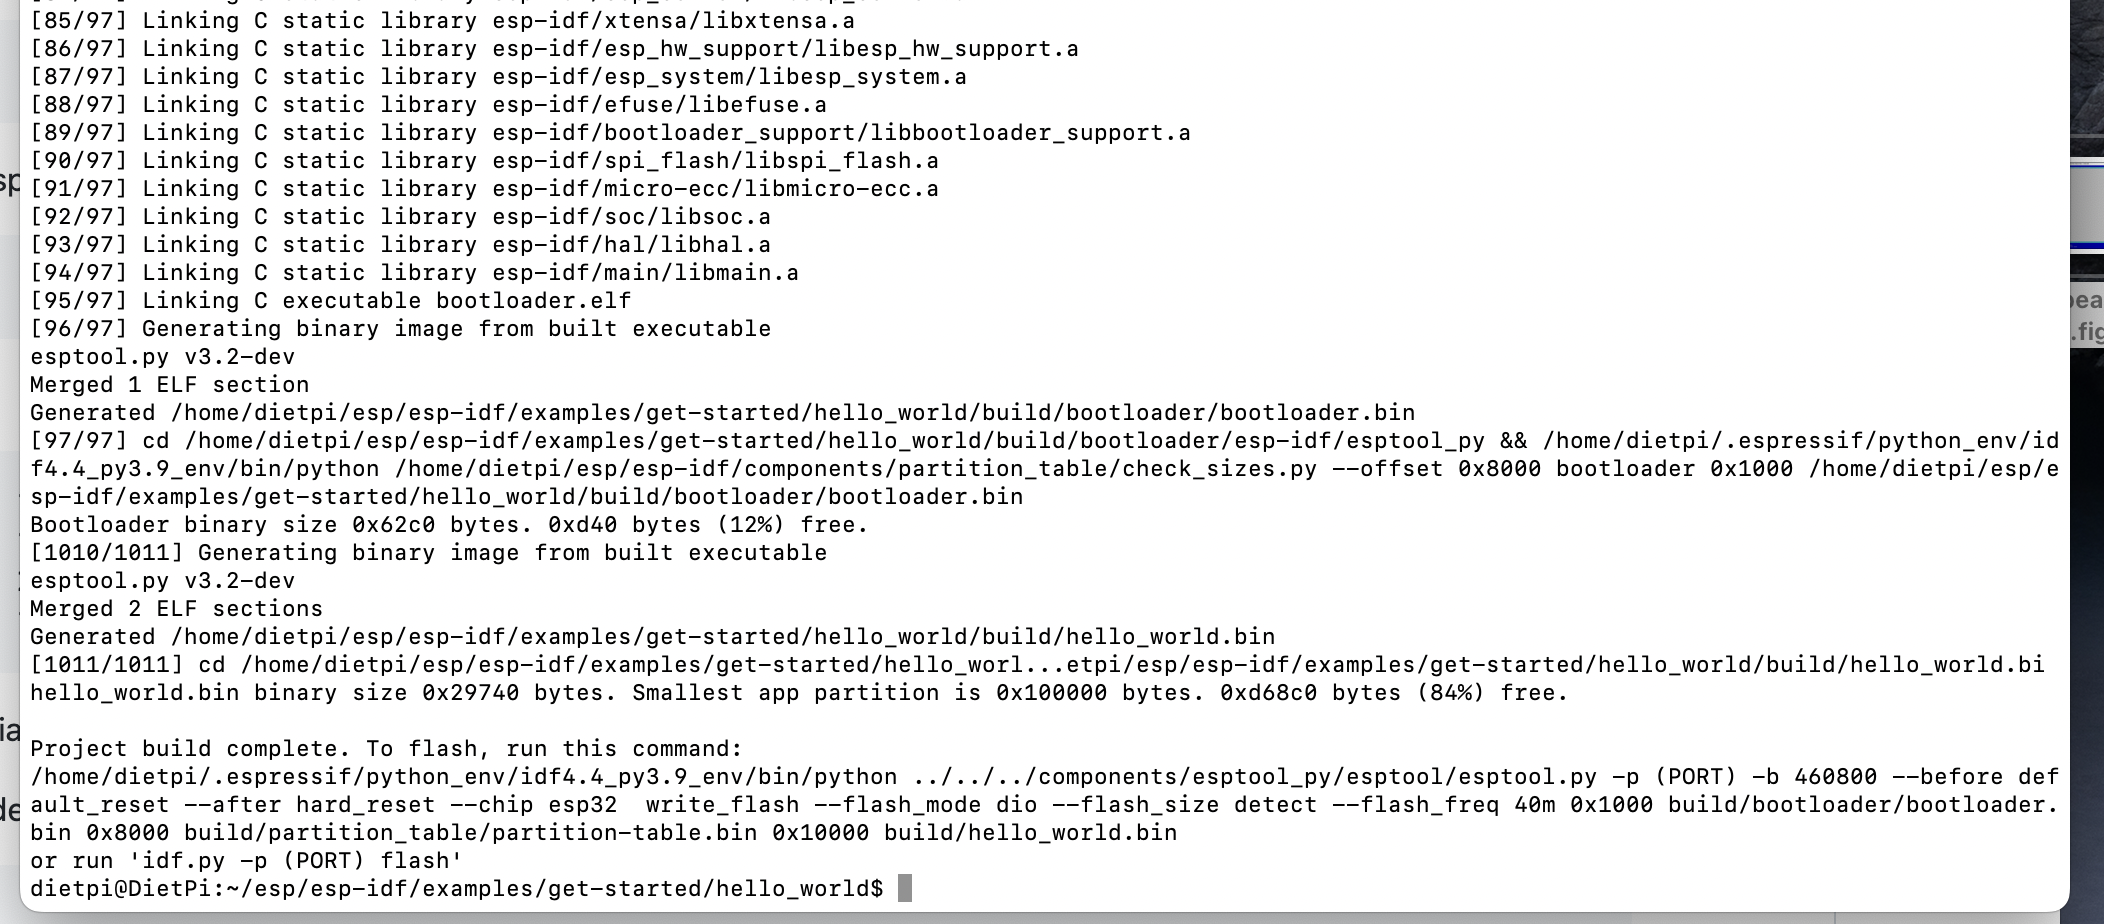 [85/97] Linking C static library esp-idf/xtensa/libxtensa.a
[86/97] Linking C static library esp-idf/esp_hw_support/libesp_hw_support.a
[87/97] Linking C static library esp-idf/esp_system/libesp_system.a
[88/97] Linking C static library esp-idf/efuse/libefuse.a
[89/97] Linking C static library esp-idf/bootloader_support/libbootloader_support.a
[90/97] Linking C static library esp-idf/spi_flash/libspi_flash.a
[91/97] Linking C static library esp-idf/micro-ecc/libmicro-ecc.a
[92/97] Linking C static library esp-idf/soc/libsoc.a
[93/97] Linking C static library esp-idf/hal/libhal.a
[94/97] Linking C static library esp-idf/main/libmain.a
[95/97] Linking C executable bootloader.elf
[96/97] Generating binary image from built executable
esptool.py v3.2-dev
Merged 1 ELF section
Generated /home/dietpi/esp/esp-idf/examples/get-started/hello_world/build/bootloader/bootloader.bin
[97/97] cd /home/dietpi/esp/esp-idf/examples/get-started/hello_world/build/bootloader/esp-idf/esptool_py && /home/dietpi/.espressif/python_env/id
f4.4_py3.9_env/bin/python /home/dietpi/esp/esp-idf/components/partition_table/check_sizes.py --offset 0x8000 bootloader 0x1000 /home/dietpi/esp/e
sp-idf/examples/get-started/hello_world/build/bootloader/bootloader.bin
Bootloader binary size 0x62c0 bytes. 0xd40 bytes (12%) free.
[1010/1011] Generating binary image from built executable
esptool.py v3.2-dev
Merged 2 ELF sections
Generated /home/dietpi/esp/esp-idf/examples/get-started/hello_world/build/hello_world.bin
[1011/1011] cd /home/dietpi/esp/esp-idf/examples/get-started/hello_worl...etpi/esp/esp-idf/examples/get-started/hello_world/build/hello_world.bi
hello_world.bin binary size 0x29740 bytes. Smallest app partition is 0x100000 bytes. 0xd68c0 bytes (84%) free.
Project build complete. To flash, run this command:
/home/dietpi/.espressif/python_env/idf4.4_py3.9_env/bin/python ../../../components/esptool_py/esptool/esptool.py -p (PORT) -b 460800 --before def
ault_reset --after hard_reset --chip esp32  write_flash --flash_mode dio --flash_size detect --flash_freq 40m 0x1000 build/bootloader/bootloader.
bin 0x8000 build/partition_table/partition-table.bin 0x10000 build/hello_world.bin
or run 'idf.py -p (PORT) flash'
dietpi@DietPi:~/esp/esp-idf/examples/get-started/hello_world$